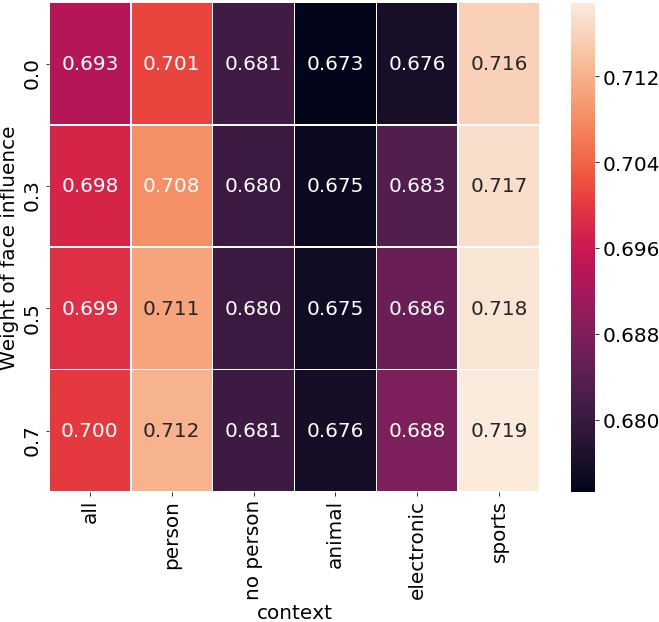 Weight of face influence
0.0 0.693 0.701 0.681 0.673 0.676 0.716
0.3 0.698 0.708 0.680 0.675 0.683 0.717
0.5 0.699 0.711 0.680 0.675 0.686 0.718
0.7 0.700 0.712 0.681 0.676 0.688 0.719
all person no person animal electronic sports
context
0.712
0.704
0.696
0.688
0.680